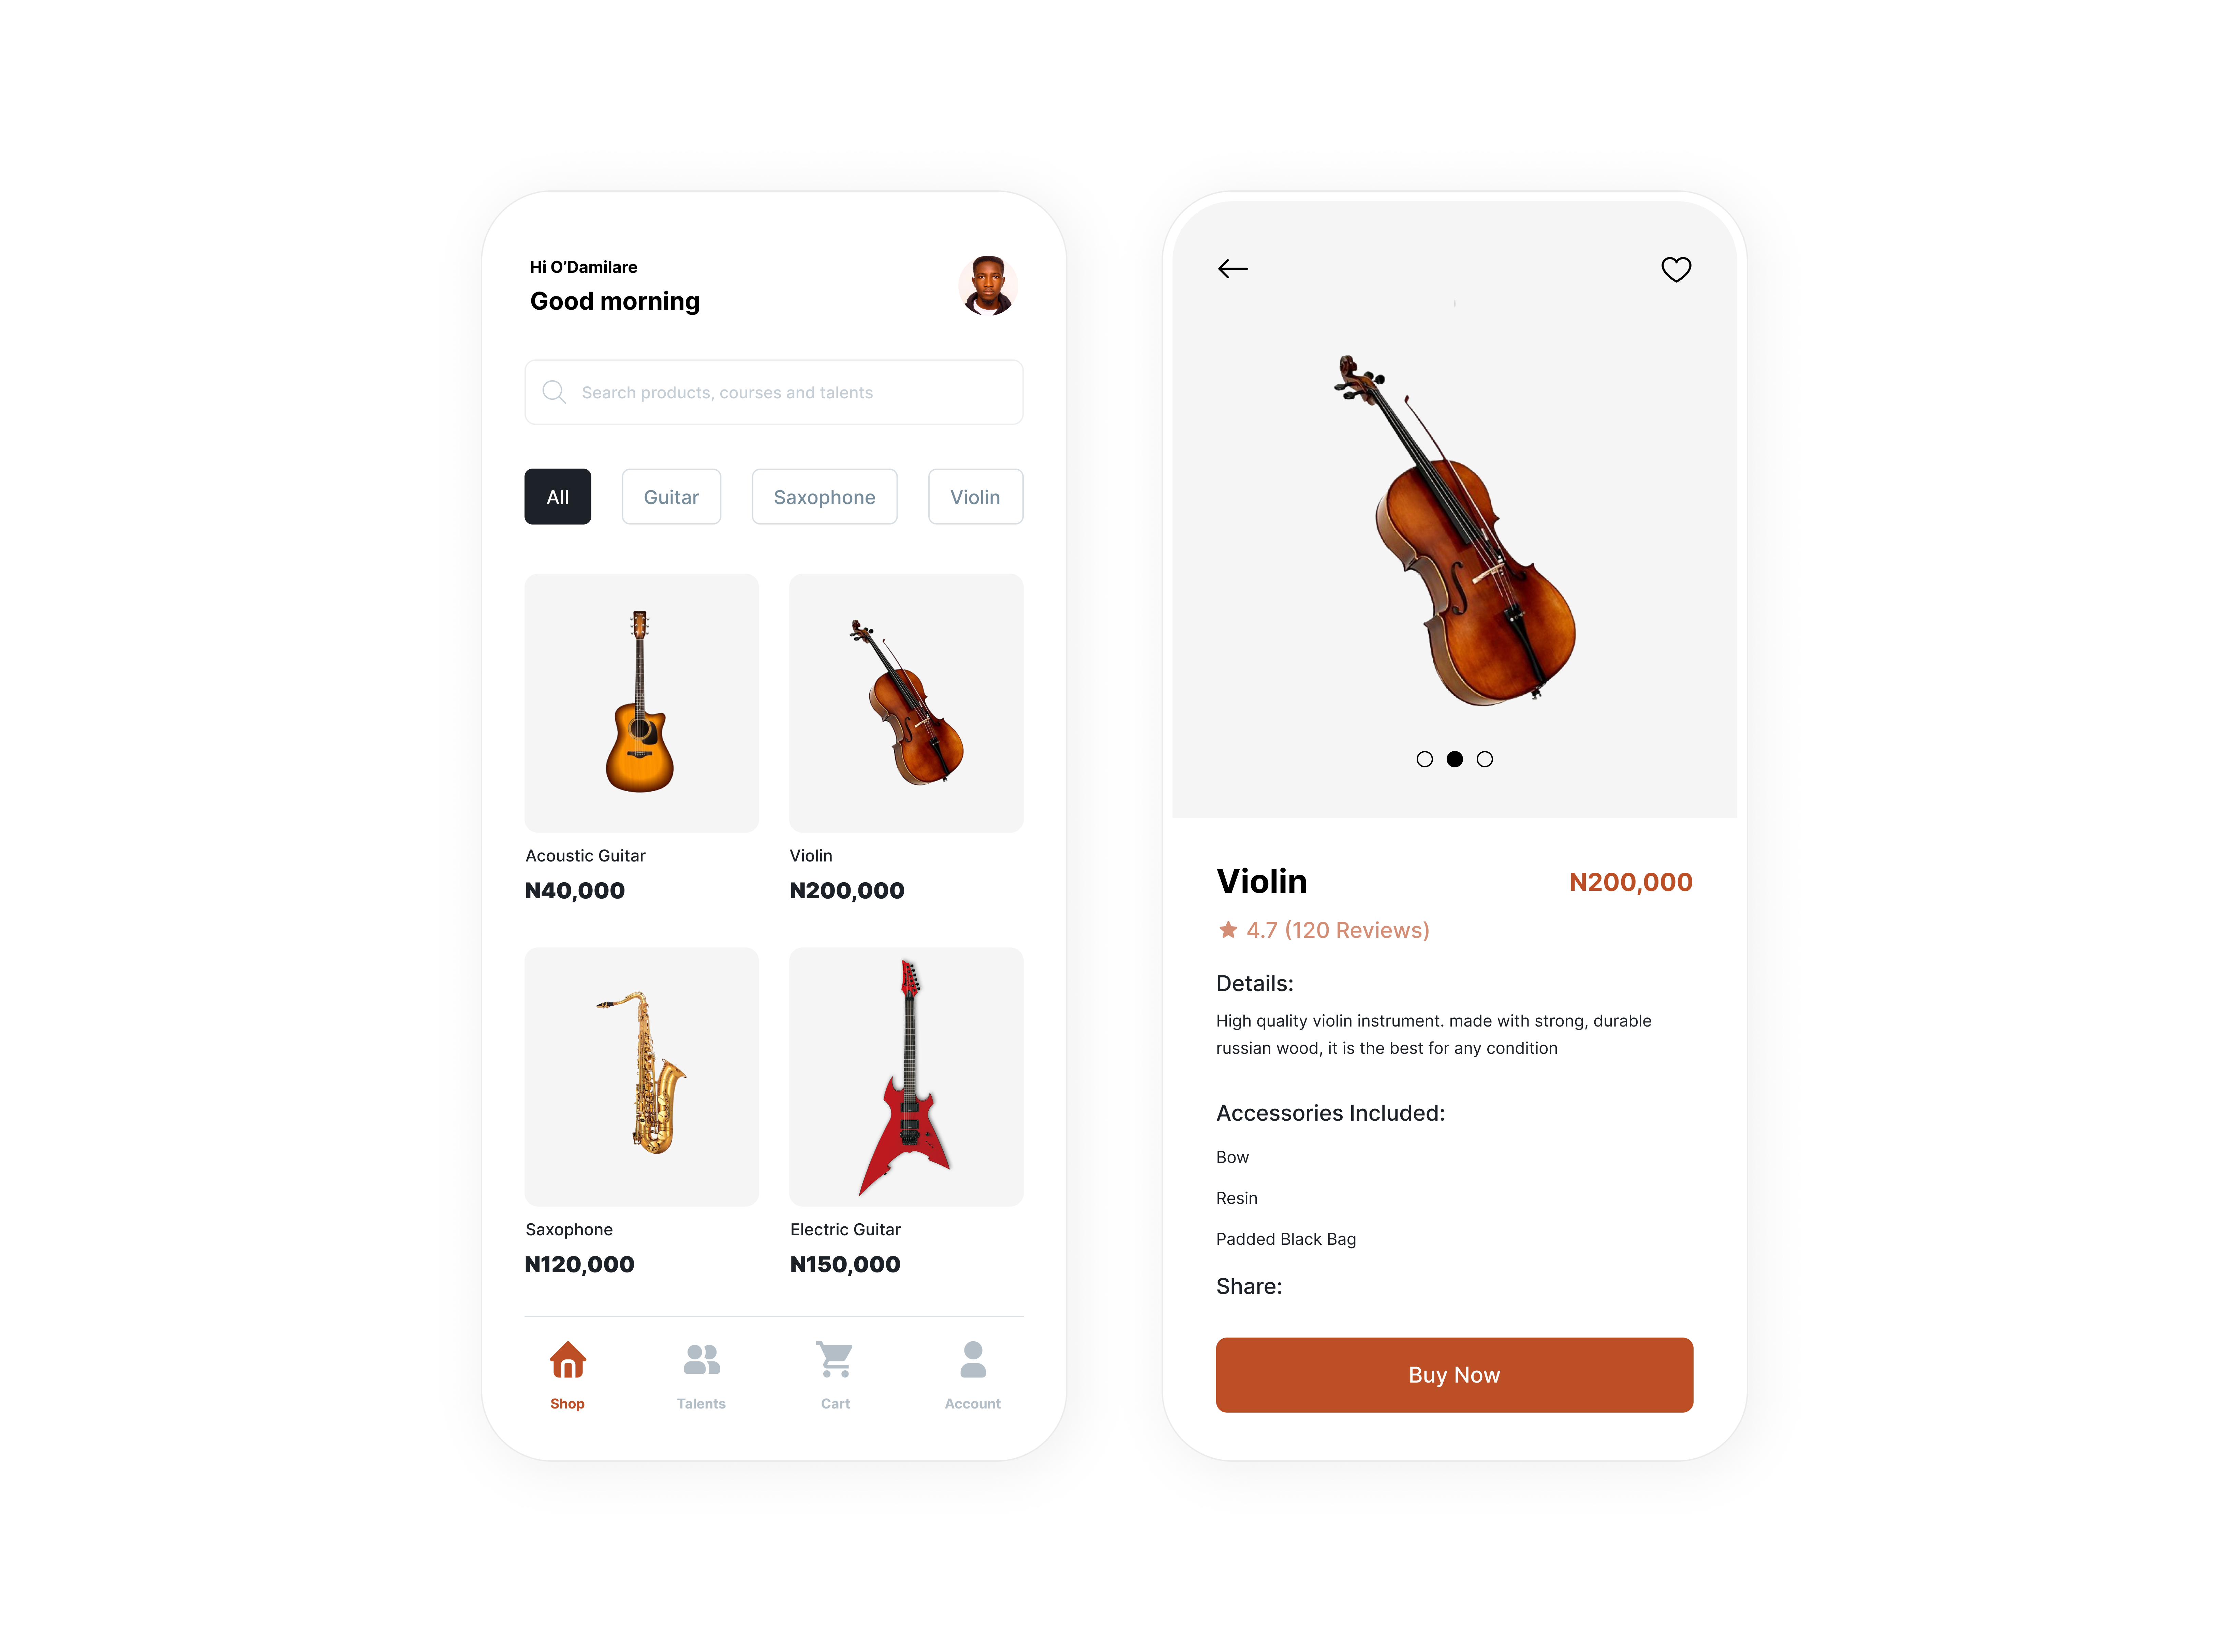 Hi O’Damilare
Good morning
Search products, courses and talents
All
Guitar
Saxophone
Violin
Acoustic Guitar
N40,000
Violin
N200,000
Saxophone
N120,000
Electric Guitar
N150,000
Shop
Talents
Cart
Account
Violin
N200,000
4.7 (120 Reviews)
Details:
High quality violin instrument. made with strong, durable
russian wood, it is the best for any condition
Accessories Included:
Bow
Resin
Padded Black Bag
Share:
Buy Now